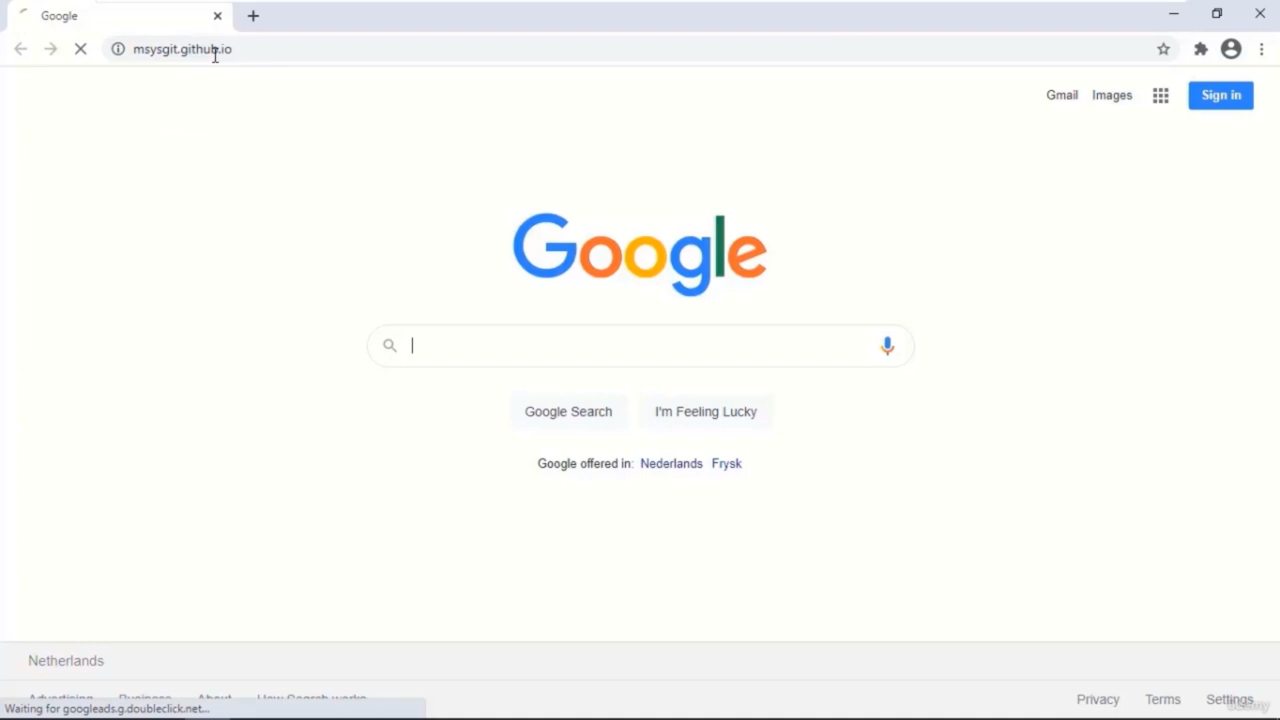 Google
msysgit.github.io
Gmail Images Sign in
Google
Google Search I'm Feeling Lucky
Google offered in: Nederlands Frysk
Netherlands
Advertising Business About How Search works
Privacy Terms Settings
Waiting for googleads.g.doubleclick.net...
udemy